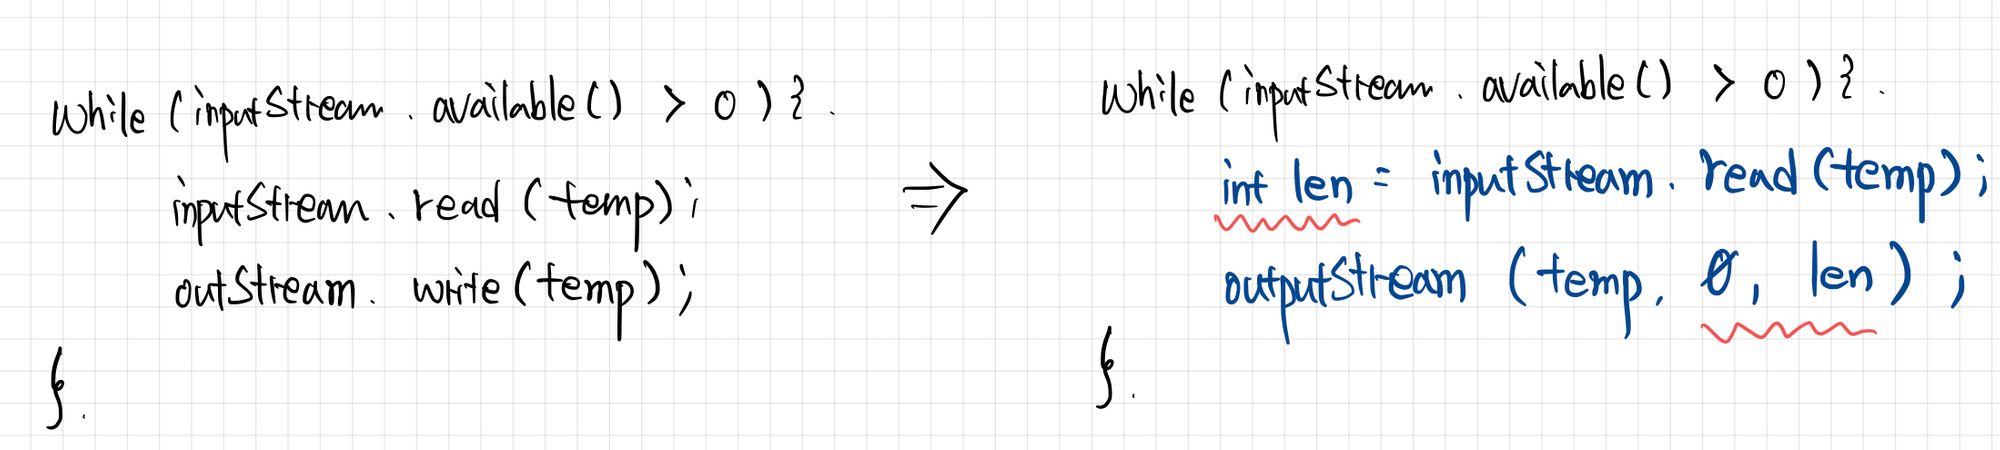 while (inputStream . available() > 0 ) { .
inputStream . read (temp);
outStream . write (temp);
} .
⇒
while (inputStream . available() > 0 ) { .
int len = inputStream . read (temp);
outputStream (temp, 0, len) ;
} .